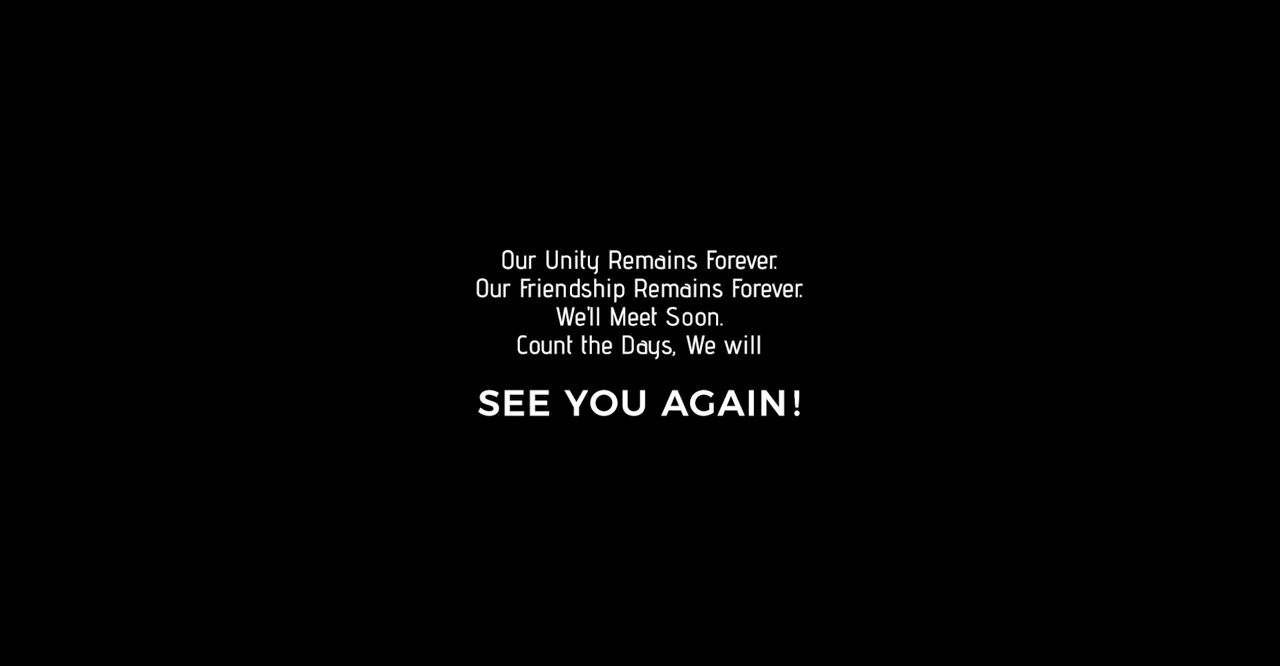 Our Unity Remains Forever.
Our Friendship Remains Forever.
We'll Meet Soon.
Count the Days, We will
SEE YOU AGAIN!